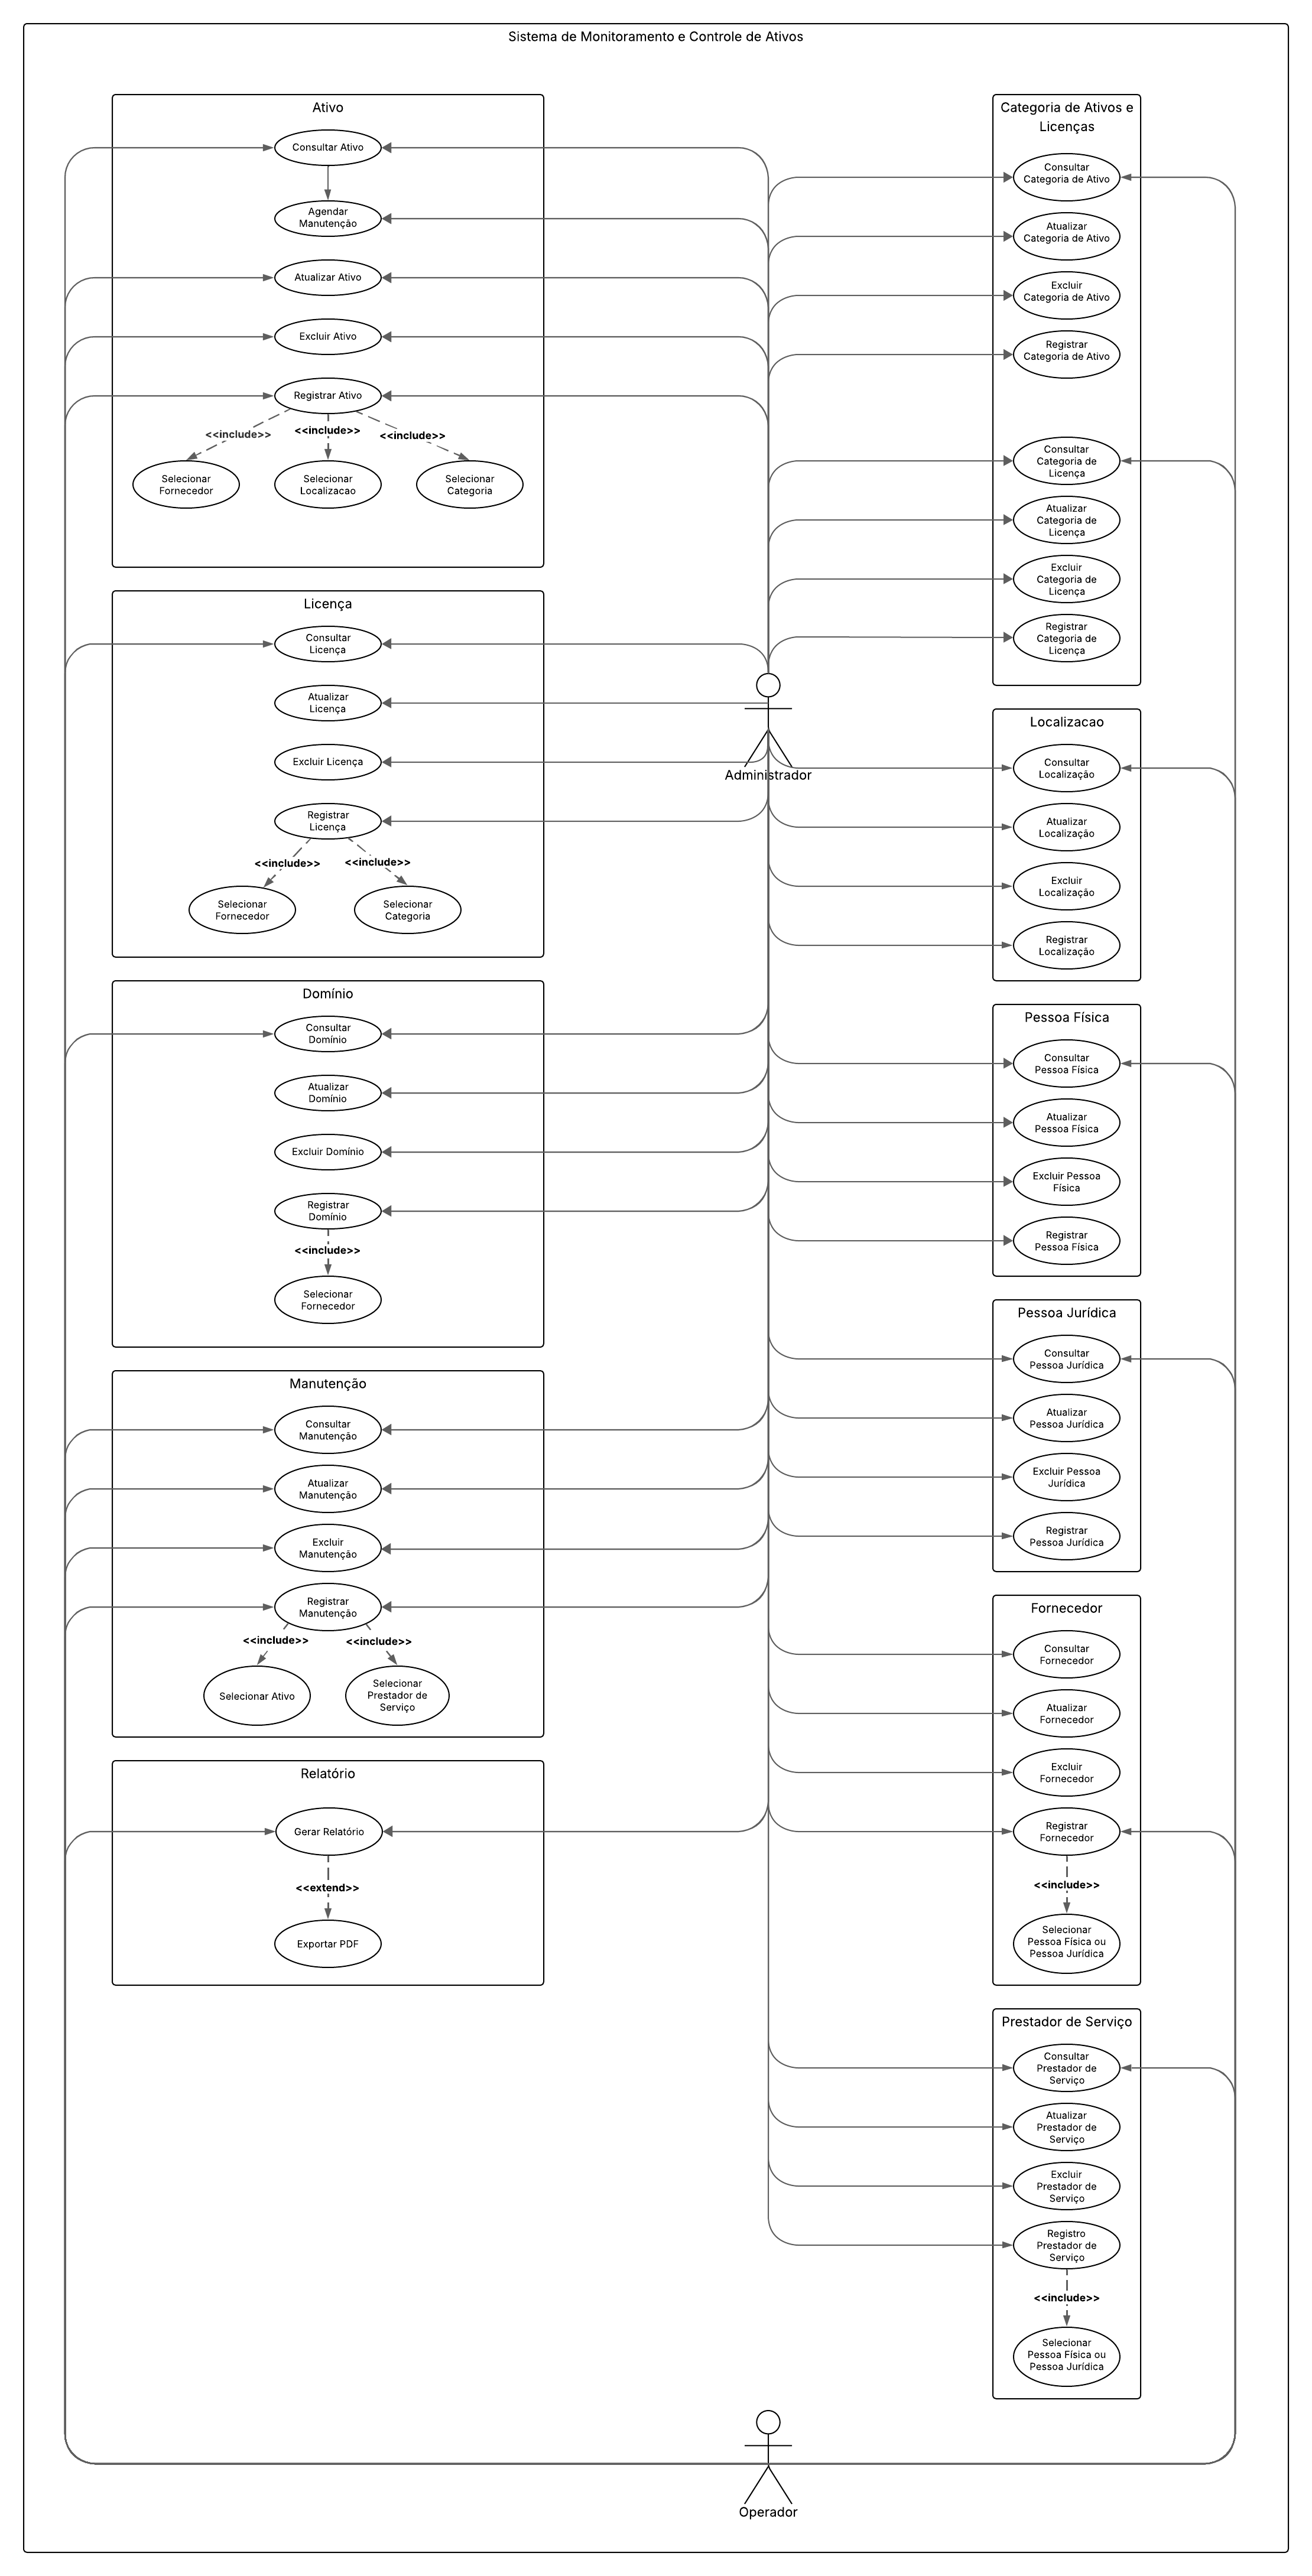 Sistema de Monitoramento e Controle de Ativos
Ativo
Consultar Ativo
Agendar
Manutenção
Atualizar Ativo
Excluir Ativo
Registrar Ativo
<<include>>
<<include>>
<<include>>
Selecionar
Fornecedor
Selecionar
Localizacao
Selecionar
Categoria
Licença
Consultar
Licença
Atualizar
Licença
Excluir Licença
Registrar
Licença
<<include>>
<<include>>
Selecionar
Fornecedor
Selecionar
Categoria
Domínio
Consultar
Domínio
Atualizar
Domínio
Excluir Domínio
Registrar
Domínio
<<include>>
Selecionar
Fornecedor
Manutenção
Consultar
Manutenção
Atualizar
Manutenção
Excluir
Manutenção
Registrar
Manutenção
<<include>>
<<include>>
Selecionar Ativo
Selecionar
Prestador de
Serviço
Relatório
Gerar Relatório
<<extend>>
Exportar PDF
Administrador
Categoria de Ativos e
Licenças
Consultar
Categoria de Ativo
Atualizar
Categoria de Ativo
Excluir
Categoria de Ativo
Registrar
Categoria de Ativo
Consultar
Categoria de
Licença
Atualizar
Categoria de
Licença
Excluir
Categoria de
Licença
Registrar
Categoria de
Licença
Localizacao
Consultar
Localização
Atualizar
Localização
Excluir
Localização
Registrar
Localização
Pessoa Física
Consultar
Pessoa Física
Atualizar
Pessoa Física
Excluir Pessoa
Física
Registrar
Pessoa Física
Pessoa Jurídica
Consultar
Pessoa Jurídica
Atualizar
Pessoa Jurídica
Excluir Pessoa
Jurídica
Registrar
Pessoa Jurídica
Fornecedor
Consultar
Fornecedor
Atualizar
Fornecedor
Excluir
Fornecedor
Registrar
Fornecedor
<<include>>
Selecionar
Pessoa Física ou
Pessoa Jurídica
Prestador de Serviço
Consultar
Prestador de
Serviço
Atualizar
Prestador de
Serviço
Excluir
Prestador de
Serviço
Registro
Prestador de
Serviço
<<include>>
Selecionar
Pessoa Física ou
Pessoa Jurídica
Operador